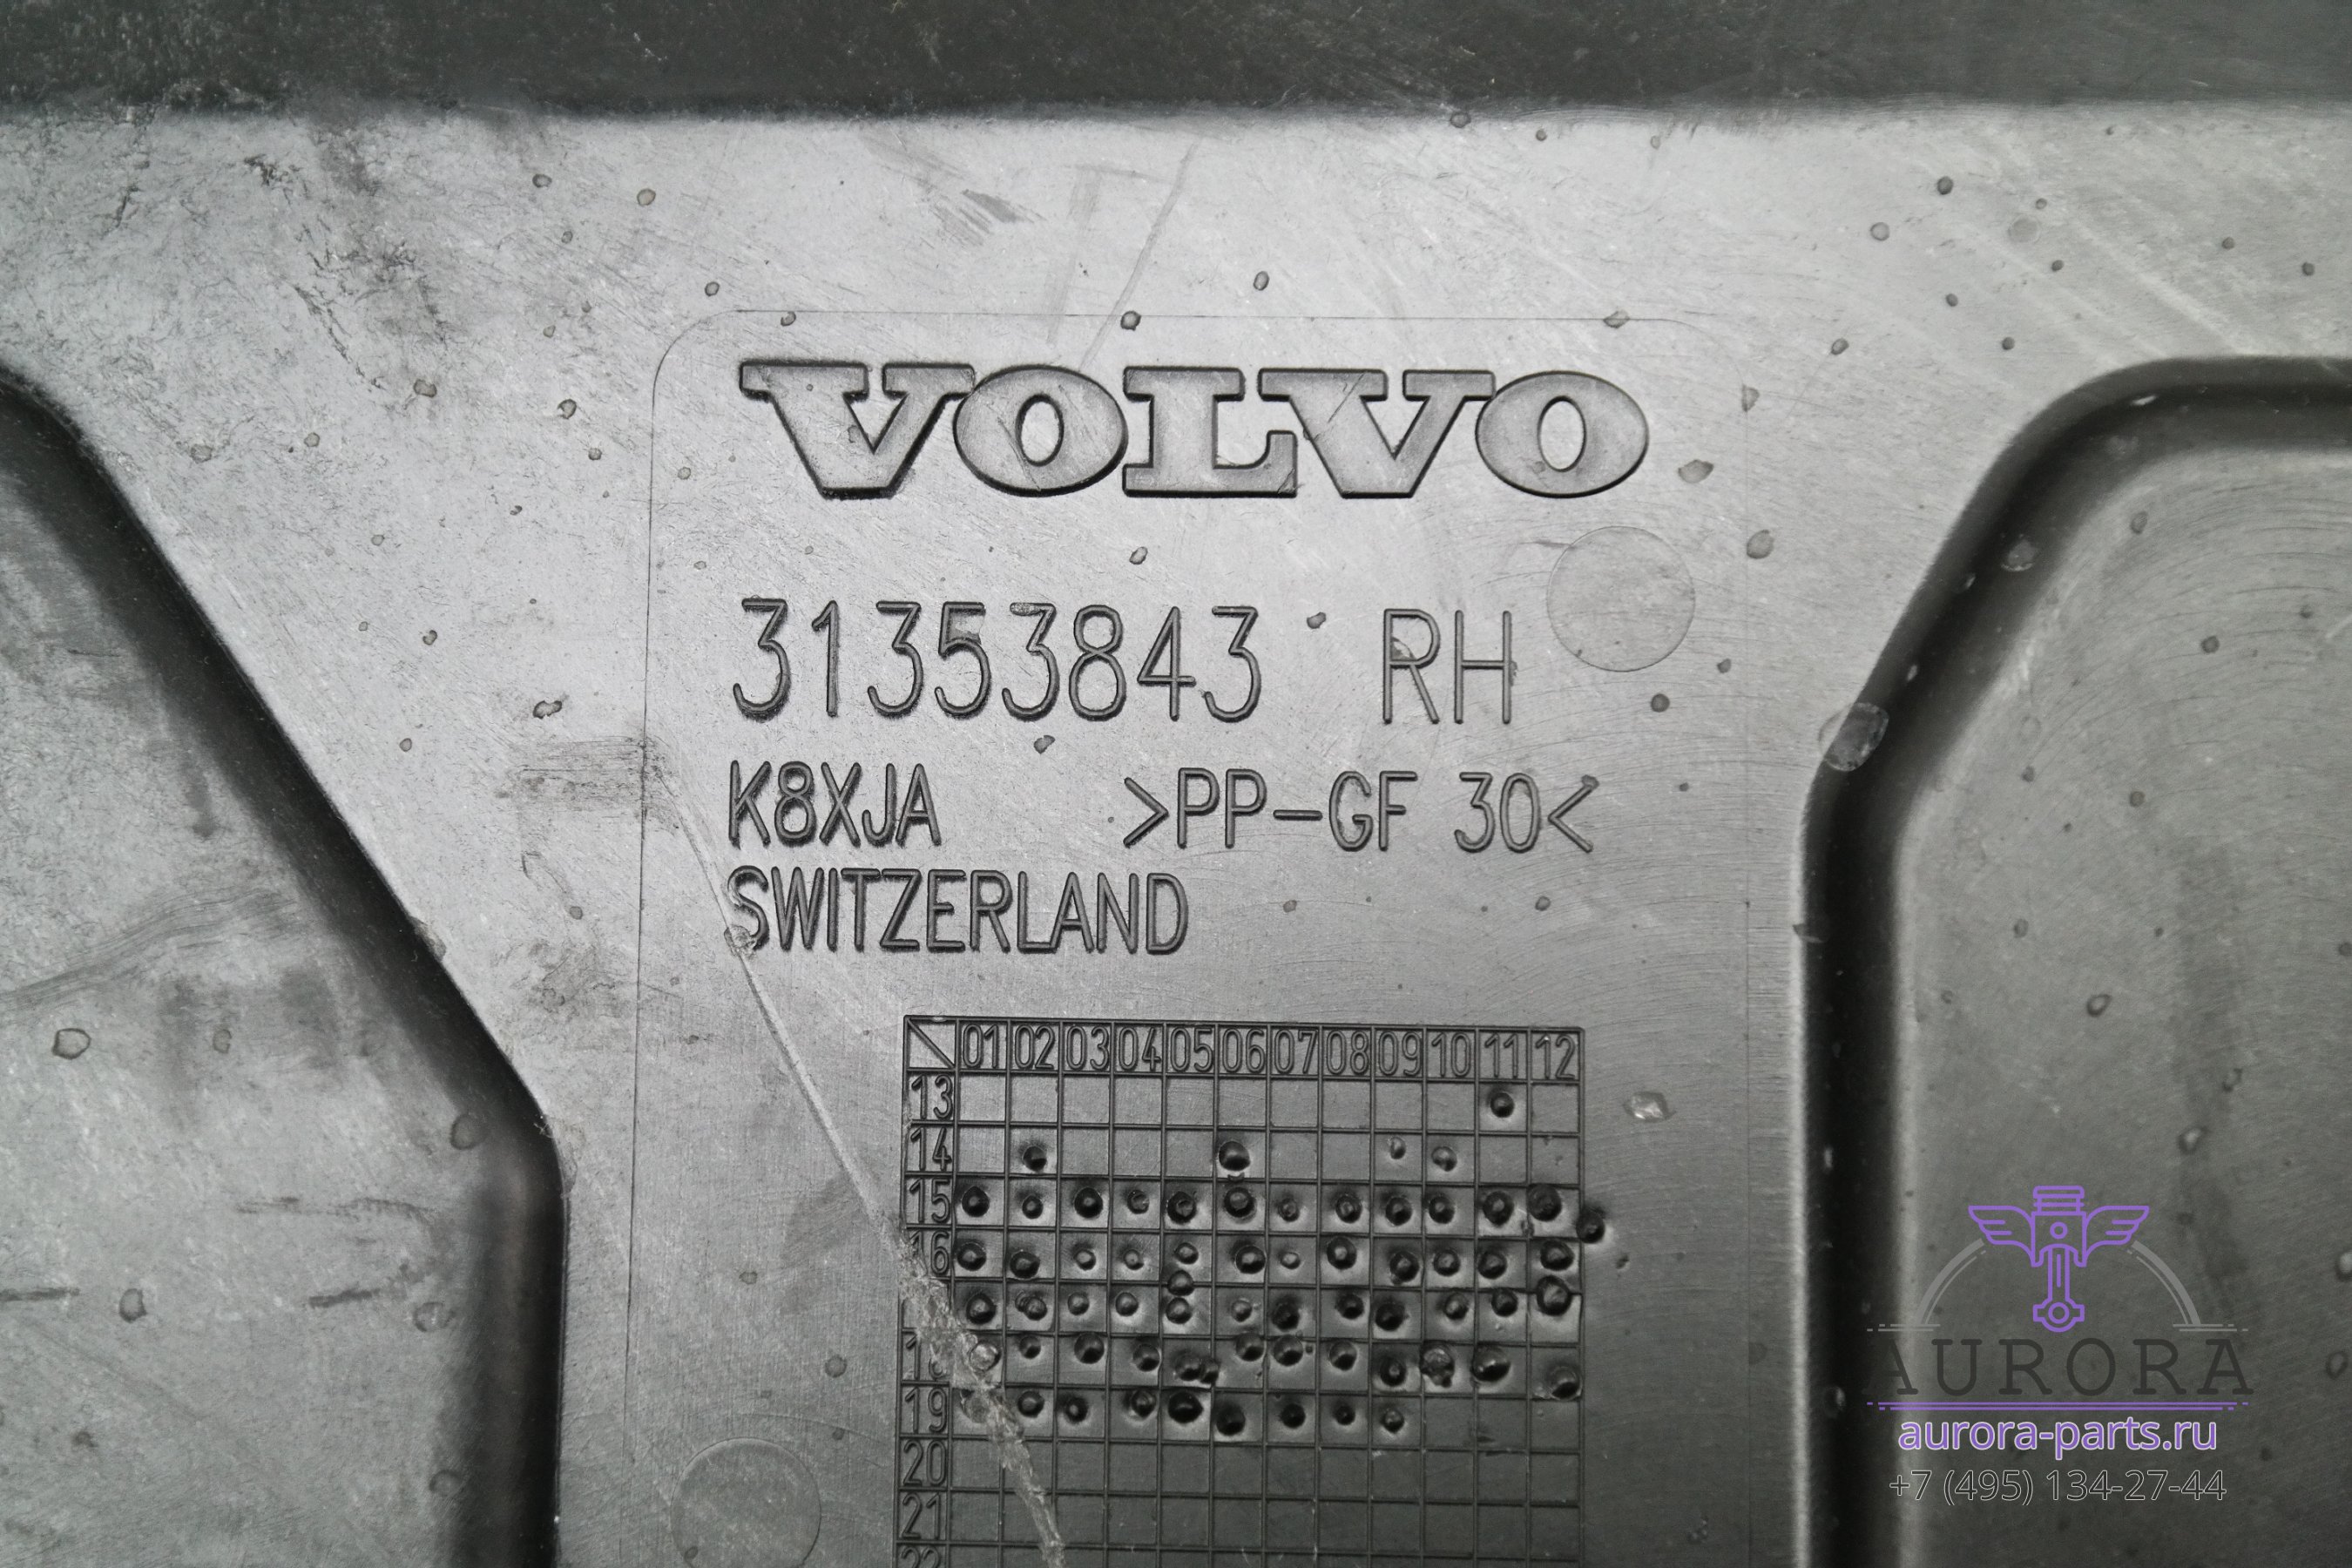 VOLVO
31353843 RH
K8XJA >PP-GF 30<
SWITZERLAND
01 02 03 04 05 06 07 08 09 10 11 12
13
14
15
16
18
19
20
21
AURORA
aurora-parts.ru
+7 (495) 134-27-44